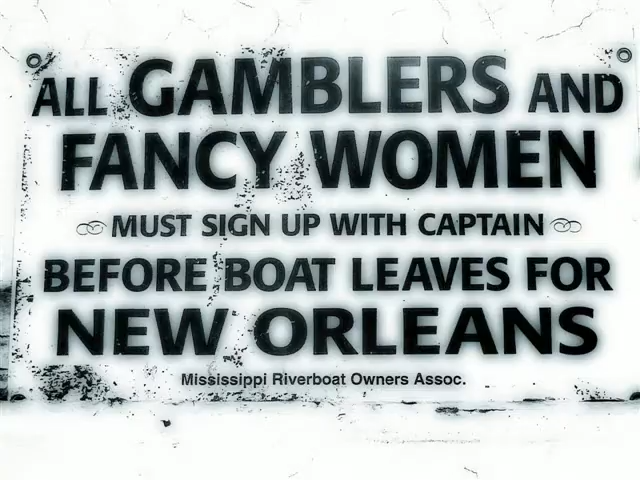 ALL GAMBLERS AND
FANCY WOMEN
MUST SIGN UP WITH CAPTAIN
BEFORE BOAT LEAVES FOR
NEW ORLEANS
Mississippi Riverboat Owners Assoc.